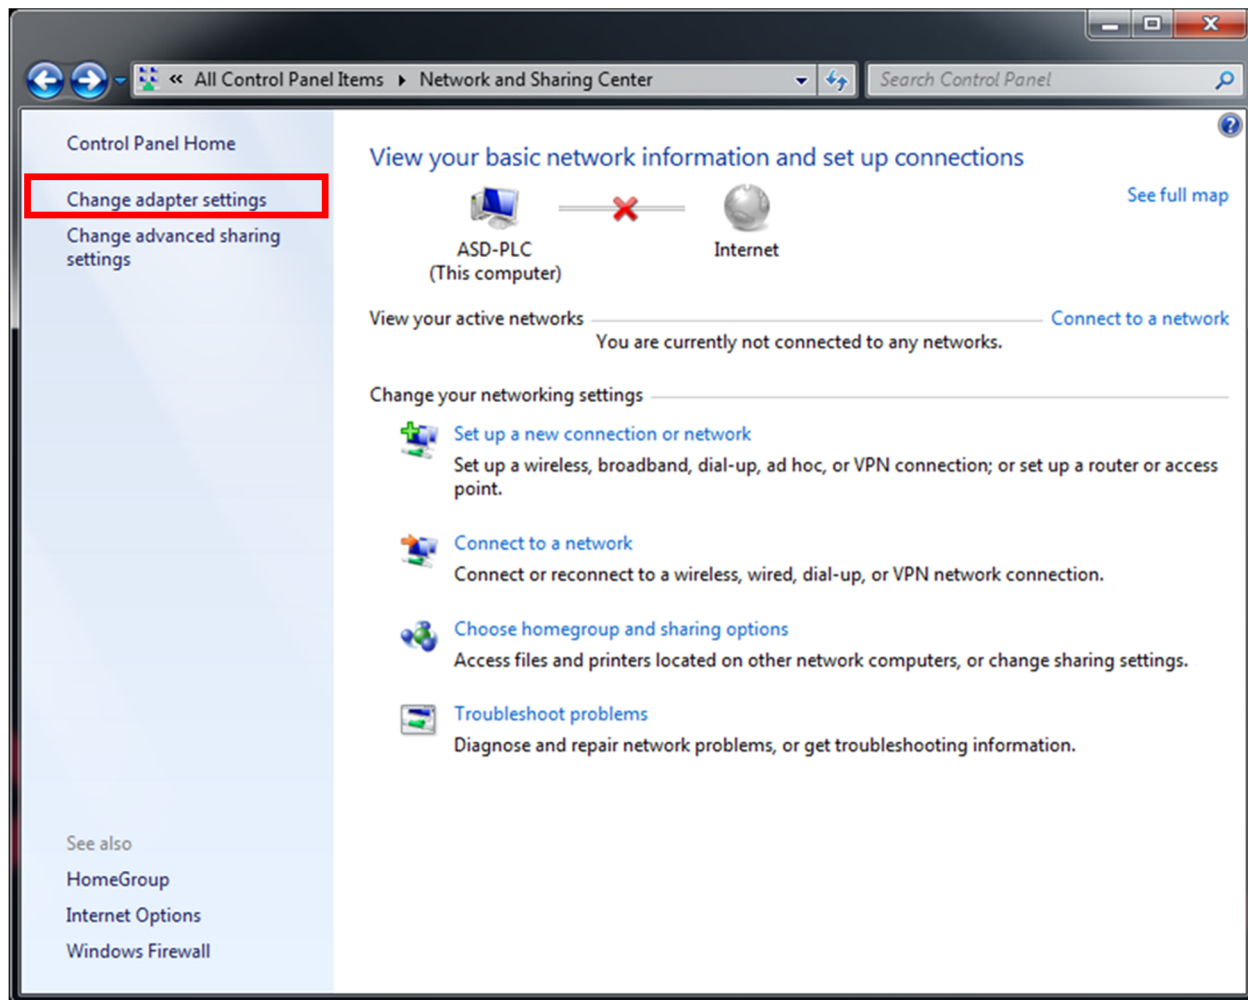 « All Control Panel Items ▸ Network and Sharing Center
Search Control Panel
Control Panel Home
Change adapter settings
Change advanced sharing
settings
See also
HomeGroup
Internet Options
Windows Firewall
View your basic network information and set up connections
See full map
ASD-PLC
(This computer)
Internet
View your active networks
Connect to a network
You are currently not connected to any networks.
Change your networking settings
Set up a new connection or network
Set up a wireless, broadband, dial-up, ad hoc, or VPN connection; or set up a router or access
point.
Connect to a network
Connect or reconnect to a wireless, wired, dial-up, or VPN network connection.
Choose homegroup and sharing options
Access files and printers located on other network computers, or change sharing settings.
Troubleshoot problems
Diagnose and repair network problems, or get troubleshooting information.